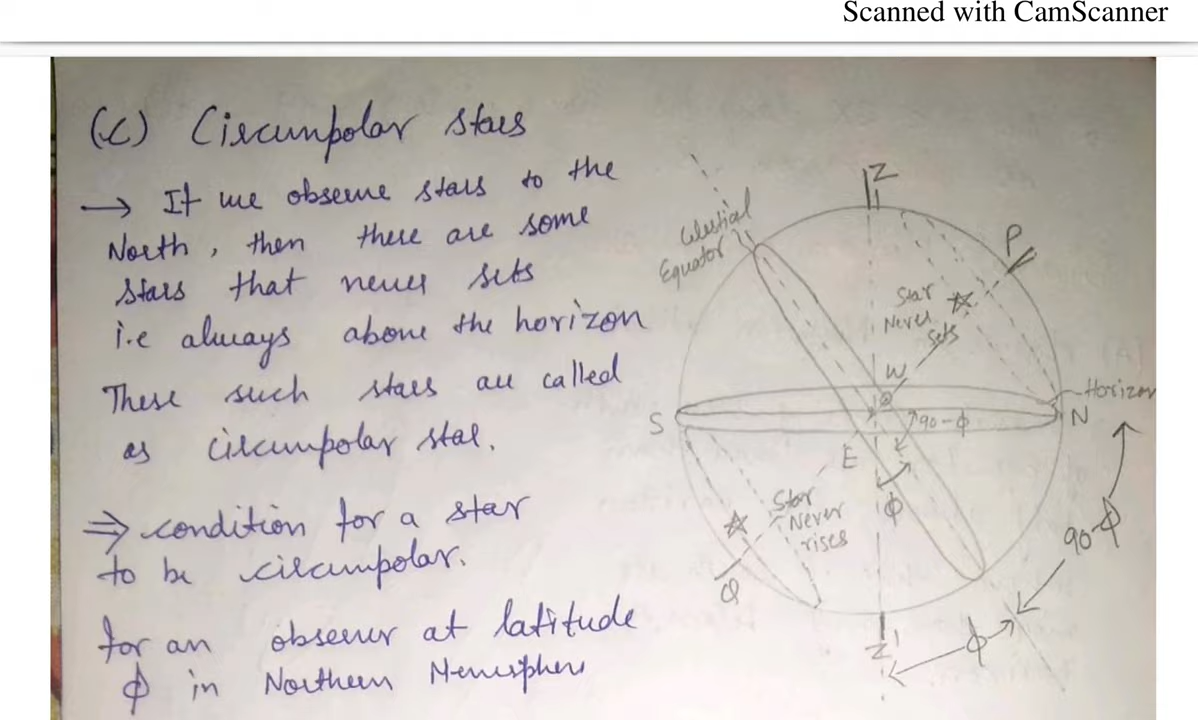 Scanned with CamScanner
(c) Circumpolar stars
→ If we observe stars to the
North, then there are some
stars that never sets
i.e always above the horizon
These such stars are called
as circumpolar star.
⇒ condition for a star
to be circumpolar.
for an observer at latitude
ϕ in Northern Hemisphere
Z
P
Celestial
Equator
Star
Never
sets
W
Horizon
S
N
90-ϕ
E
ϕ
Star
Never
rises
90-ϕ
Q
Z'
ϕ